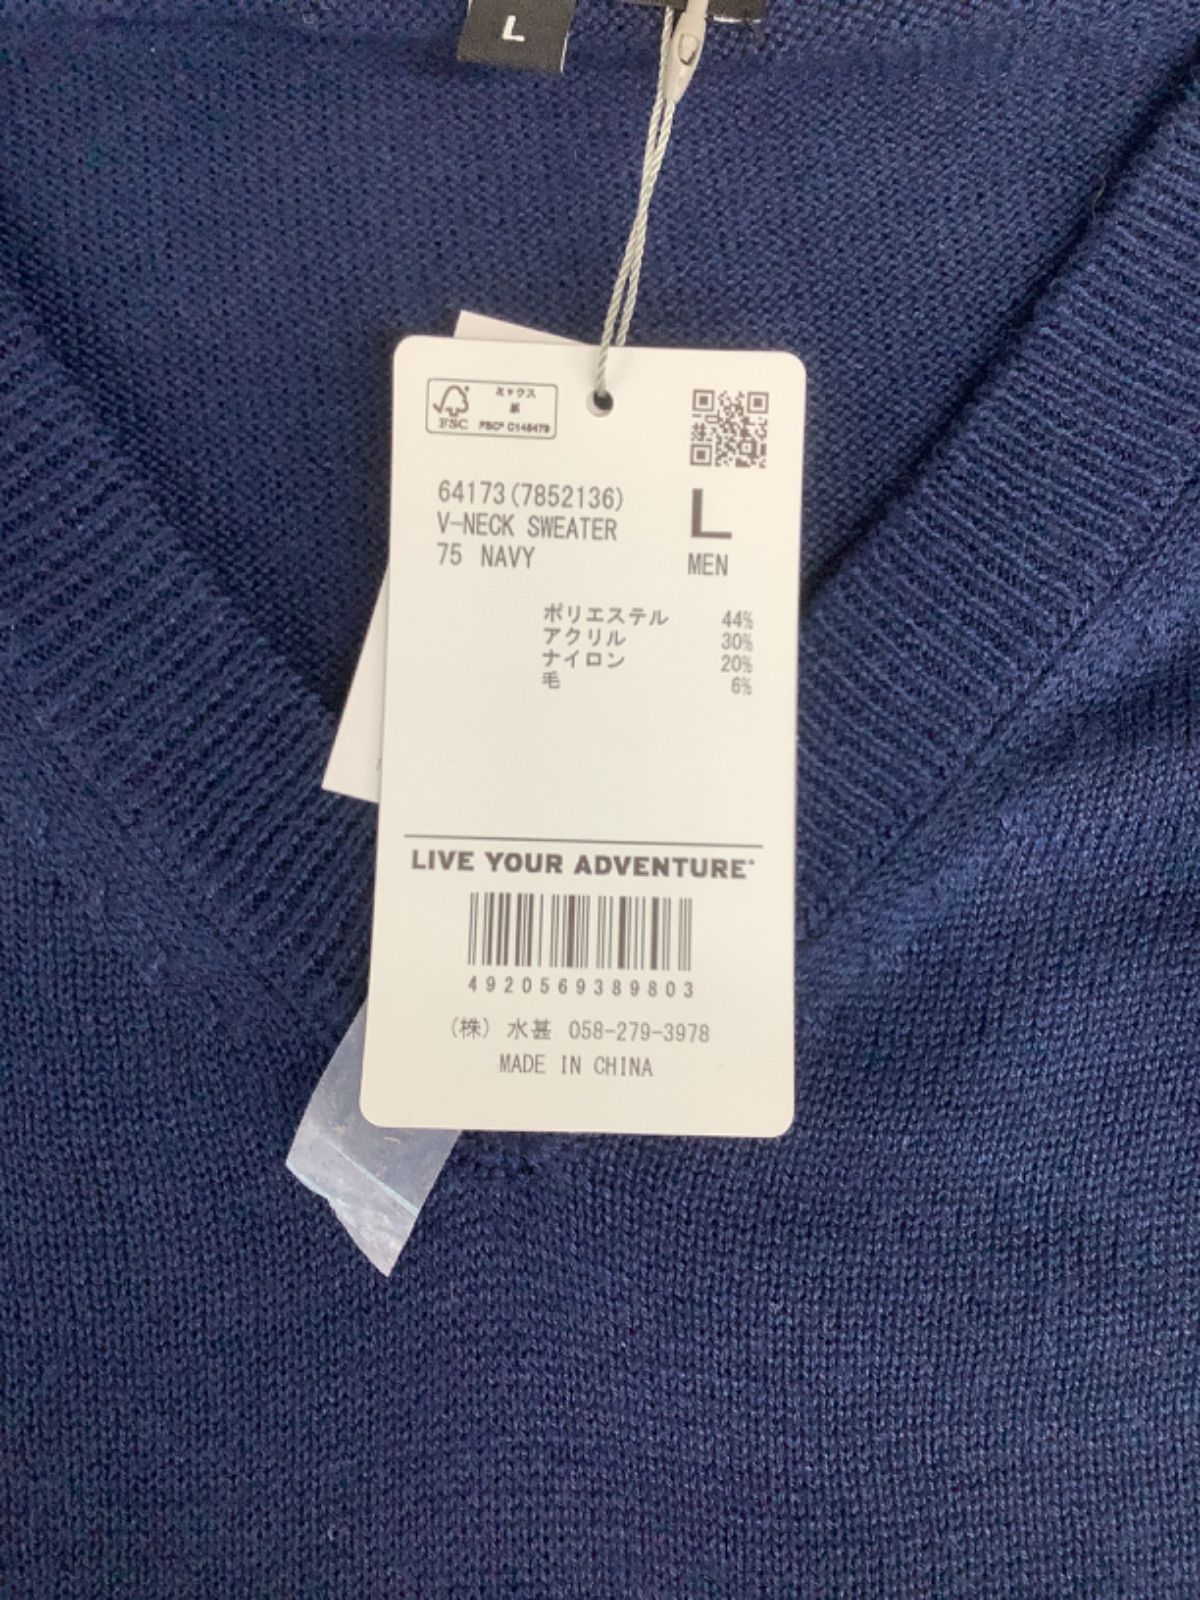 L
ミックス
紙
FSC
FSC® C148479
64173(7852136)
V-NECK SWEATER
75 NAVY
L
MEN
ポリエステル 44%
アクリル 30%
ナイロン 20%
毛 6%
LIVE YOUR ADVENTURE®
4920569389803
(株) 水甚 058-279-3978
MADE IN CHINA